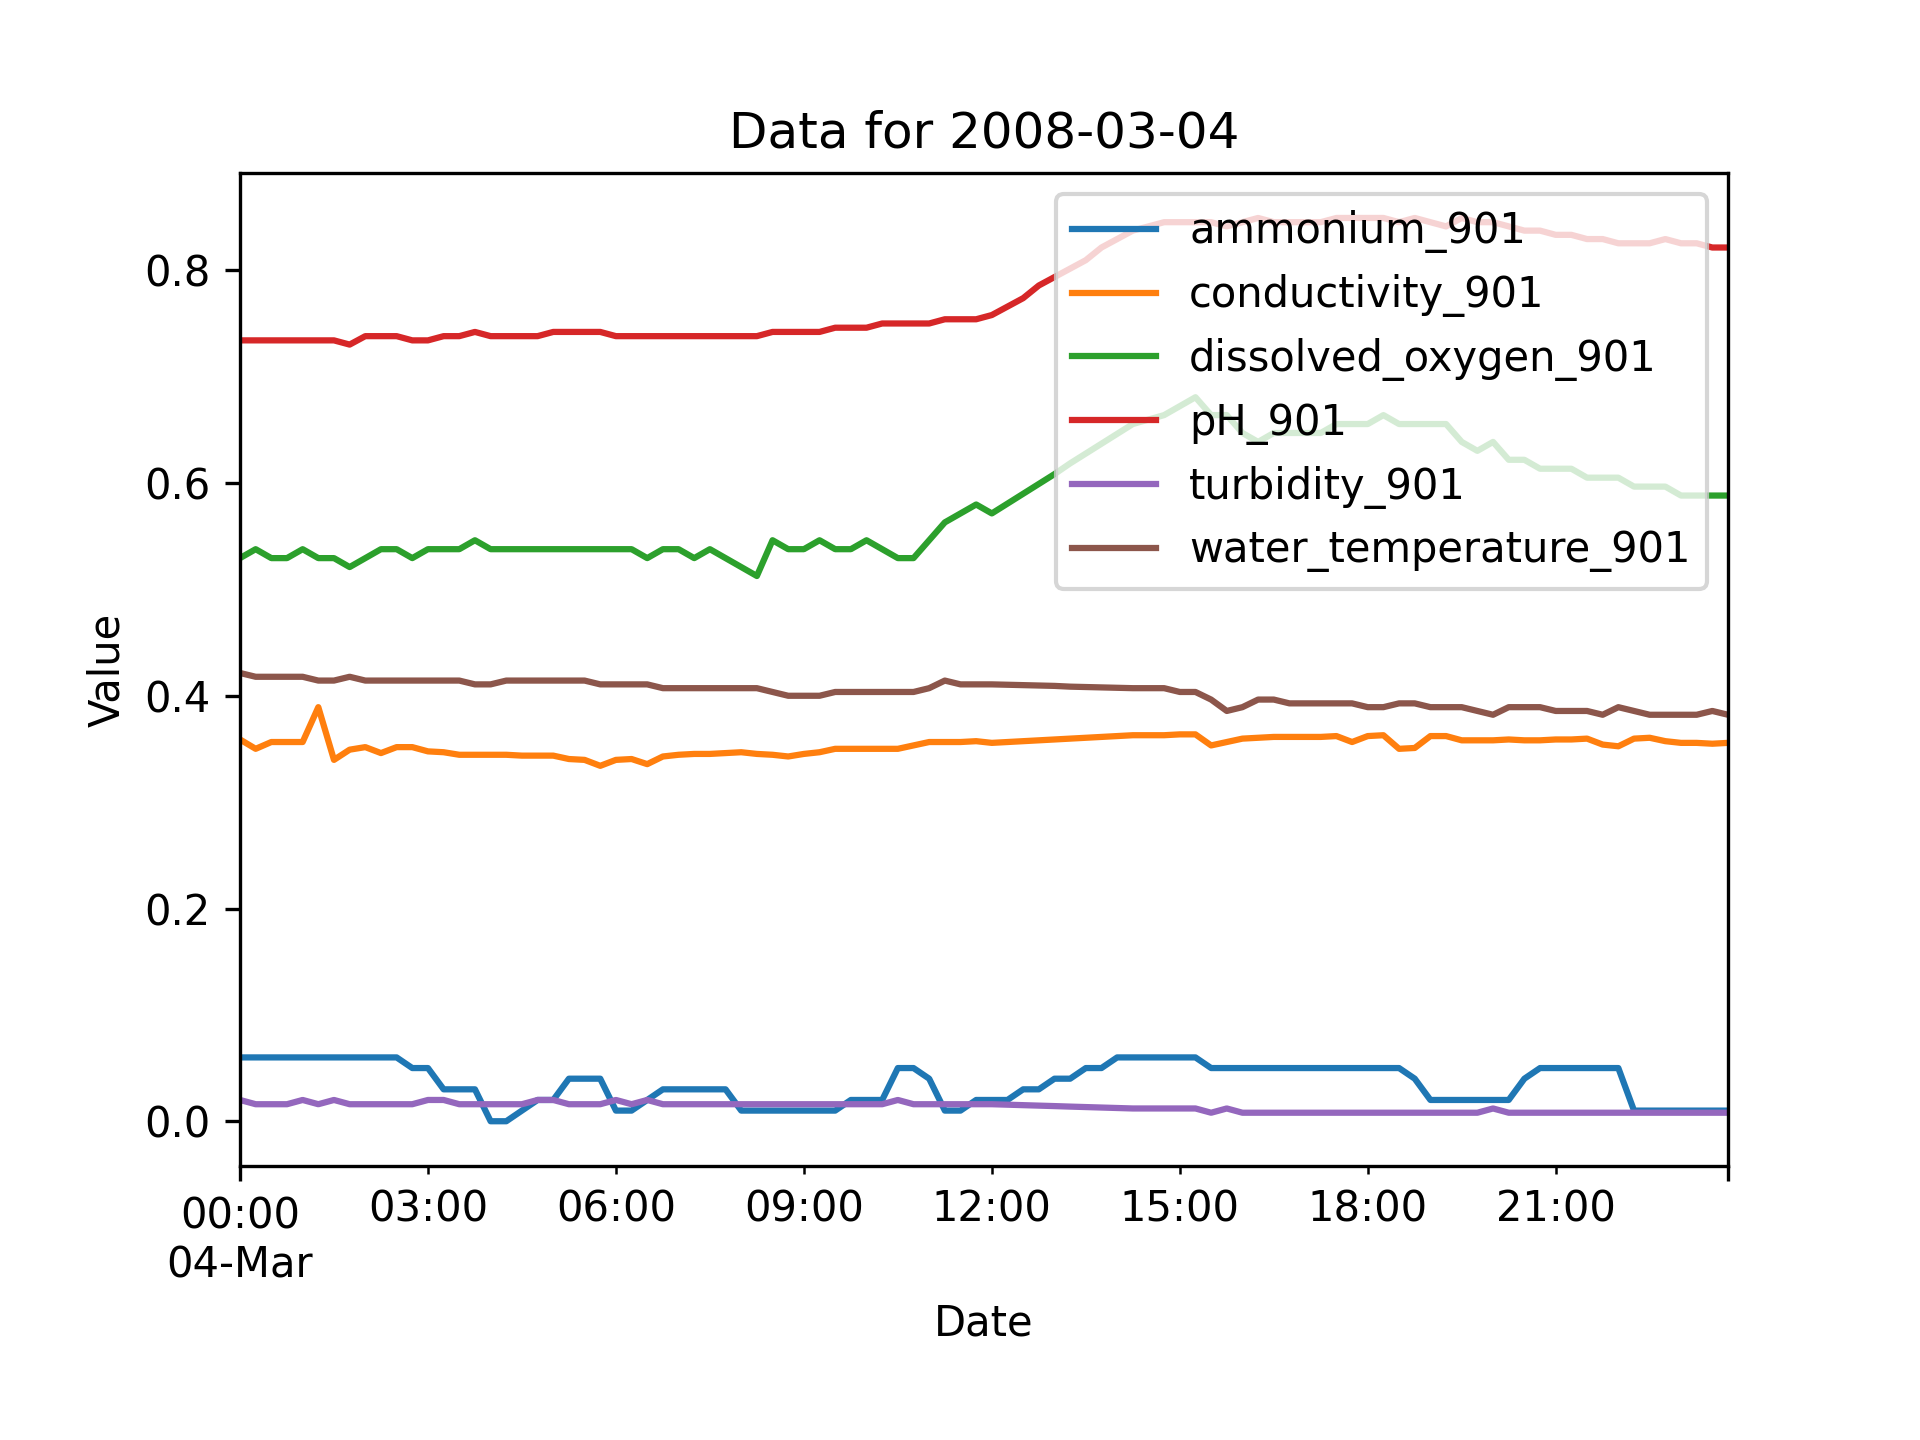 Data for 2008-03-04
ammonium_901
conductivity_901
dissolved_oxygen_901
pH_901
turbidity_901
water_temperature_901
0.8
0.6
0.4
0.2
0.0
Value
00:00 03:00 06:00 09:00 12:00 15:00 18:00 21:00
04-Mar
Date